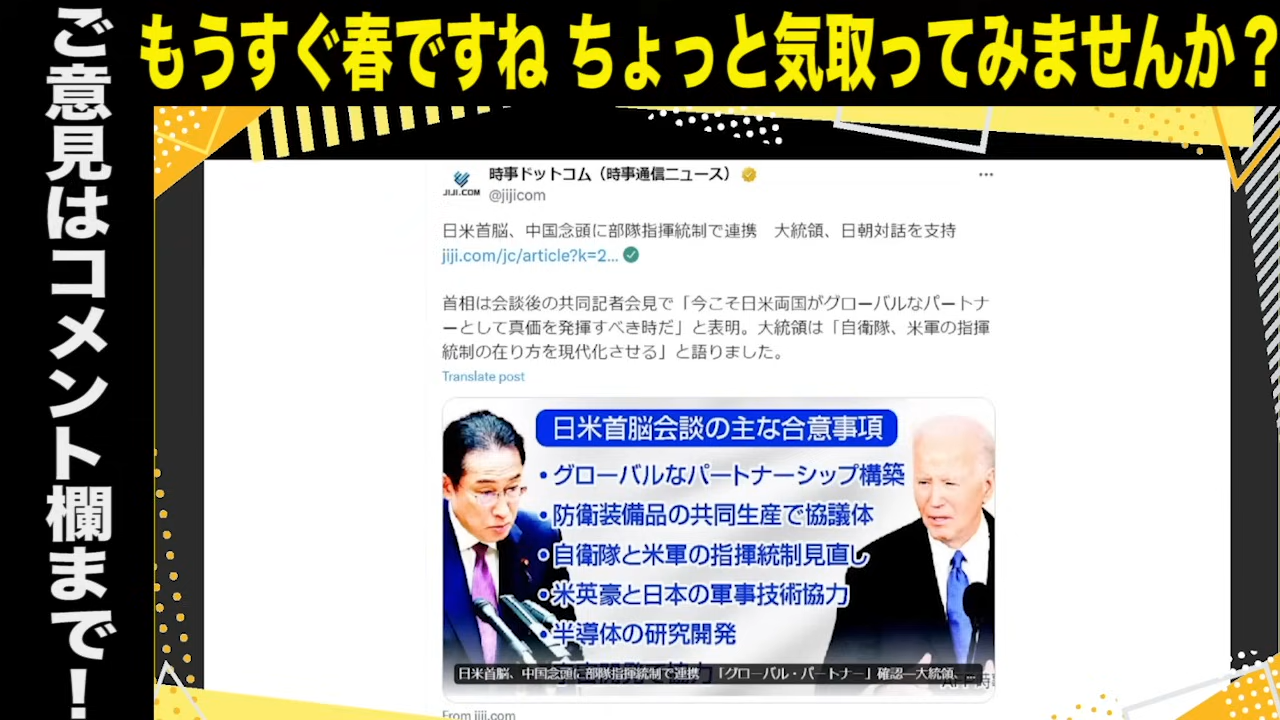 もうすぐ春ですね ちょっと気取ってみませんか？
ご意見はコメント欄まで！
時事ドットコム（時事通信ニュース）
JIJI.COM
@jijicom
日米首脳、中国念頭に部隊指揮統制で連携　大統領、日朝対話を支持
jiji.com/jc/article?k=2...
首相は会談後の共同記者会見で「今こそ日米両国がグローバルなパートナ
ーとして真価を発揮すべき時だ」と表明。大統領は「自衛隊、米軍の指揮
統制の在り方を現代化させる」と語りました。
Translate post
日米首脳会談の主な合意事項
・グローバルなパートナーシップ構築
・防衛装備品の共同生産で協議体
・自衛隊と米軍の指揮統制見直し
・米英豪と日本の軍事技術協力
・半導体の研究開発
日米首脳、中国念頭に部隊指揮統制で連携　「グローバル・パートナー」確認―大統領、...
From jiji.com